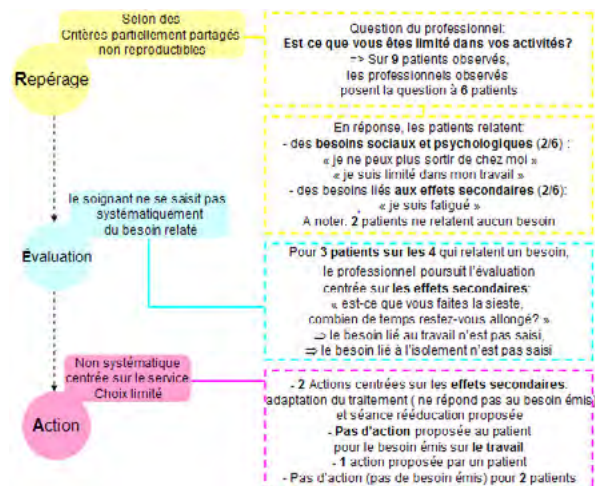 Selon des
Critères partiellement partagés
non reproductibles
Repérage
Question du professionnel:
Est ce que vous êtes limité dans vos activités?
=> Sur 9 patients observés,
les professionnels observés
posent la question à 6 patients
En réponse, les patients relatent:
- des besoins sociaux et psychologiques (2/6) :
« je ne peux plus sortir de chez moi »
« je suis limité dans mon travail »
- des besoins liés aux effets secondaires (2/6):
« je suis fatigué »
A noter. 2 patients ne relatent aucun besoin
le soignant ne se saisit pas
systématiquement
du besoin relaté
Évaluation
Pour 3 patients sur les 4 qui relatent un besoin,
le professionnel poursuit l'évaluation
centrée sur les effets secondaires:
« est-ce que vous faites la sieste,
combien de temps restez-vous allongé? »
⇒ le besoin lié au travail n'est pas saisi,
⇒ le besoin lié à l'isolement n'est pas saisi
Non systématique
centrée sur le service
Choix limité
Action
- 2 Actions centrées sur les effets secondaires:
adaptation du traitement ( ne répond pas au besoin émis)
et séance rééducation proposée
- Pas d'action proposée au patient
pour le besoin émis sur le travail
- 1 action proposée par un patient
- Pas d'action (pas de besoin émis) pour 2 patients